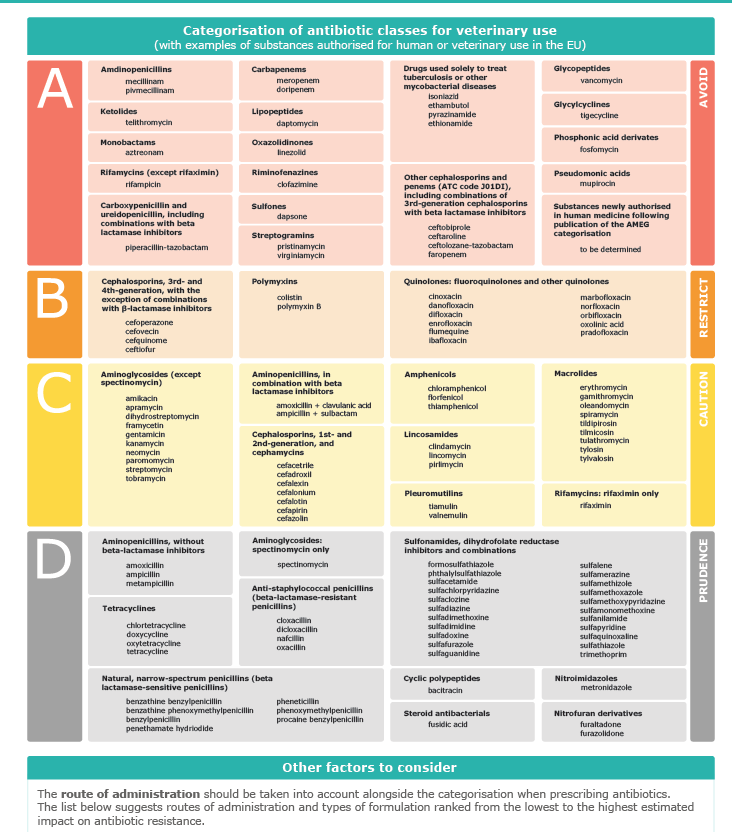 Categorisation of antibiotic classes for veterinary use
(with examples of substances authorised for human or veterinary use in the EU)
A
Amdinopenicillins
mecillinam
pivmecillinam
Ketolides
telithromycin
Monobactams
aztreonam
Rifamycins (except rifaximin)
rifampicin
Carboxypenicillin and
ureidopenicillin, including
combinations with beta
lactamase inhibitors
piperacillin-tazobactam
Carbapenems
meropenem
doripenem
Lipopeptides
daptomycin
Oxazolidinones
linezolid
Riminofenazines
clofazimine
Sulfones
dapsone
Streptogramins
pristinamycin
virginiamycin
Drugs used solely to treat
tuberculosis or other
mycobacterial diseases
isoniazid
ethambutol
pyrazinamide
ethionamide
Other cephalosporins and
penems (ATC code J01DI),
including combinations of
3rd-generation cephalosporins
with beta lactamase inhibitors
ceftobiprole
ceftaroline
ceftolozane-tazobactam
faropenem
Glycopeptides
vancomycin
Glycylcyclines
tigecycline
Phosphonic acid derivates
fosfomycin
Pseudomonic acids
mupirocin
Substances newly authorised
in human medicine following
publication of the AMEG
categorisation
to be determined
AVOID
B
Cephalosporins, 3rd- and
4th-generation, with the
exception of combinations
with β-lactamase inhibitors
cefoperazone
cefovecin
cefquinome
ceftiofur
Polymyxins
colistin
polymyxin B
Quinolones: fluoroquinolones and other quinolones
cinoxacin
danofloxacin
difloxacin
enrofloxacin
flumequine
ibafloxacin
marbofloxacin
norfloxacin
orbifloxacin
oxolinic acid
pradofloxacin
RESTRICT
C
Aminoglycosides (except
spectinomycin)
amikacin
apramycin
dihydrostreptomycin
framycetin
gentamicin
kanamycin
neomycin
paromomycin
streptomycin
tobramycin
Aminopenicillins, in
combination with beta
lactamase inhibitors
amoxicillin + clavulanic acid
ampicillin + sulbactam
Cephalosporins, 1st- and
2nd-generation, and
cephamycins
cefacetrile
cefadroxil
cefalexin
cefalonium
cefalotin
cefapirin
cefazolin
Amphenicols
chloramphenicol
florfenicol
thiamphenicol
Lincosamides
clindamycin
lincomycin
pirlimycin
Pleuromutilins
tiamulin
valnemulin
Macrolides
erythromycin
gamithromycin
oleandomycin
spiramycin
tildipirosin
tilmicosin
tulathromycin
tylosin
tylvalosin
Rifamycins: rifaximin only
rifaximin
CAUTION
D
Aminopenicillins, without
beta-lactamase inhibitors
amoxicillin
ampicillin
metampicillin
Tetracyclines
chlortetracycline
doxycycline
oxytetracycline
tetracycline
Aminoglycosides:
spectinomycin only
spectinomycin
Anti-staphylococcal penicillins
(beta-lactamase-resistant
penicillins)
cloxacillin
dicloxacillin
nafcillin
oxacillin
Sulfonamides, dihydrofolate reductase
inhibitors and combinations
formosulfathiazole
phthalylsulfathiazole
sulfacetamide
sulfachlorpyridazine
sulfaclozine
sulfadiazine
sulfadimethoxine
sulfadimidine
sulfadoxine
sulfafurazole
sulfaguanidine
sulfalene
sulfamerazine
sulfamethizole
sulfamethoxazole
sulfamethoxypyridazine
sulfamonomethoxine
sulfanilamide
sulfapyridine
sulfaquinoxaline
sulfathiazole
trimethoprim
Natural, narrow-spectrum penicillins (beta
lactamase-sensitive penicillins)
benzathine benzylpenicillin
benzathine phenoxymethylpenicillin
benzylpenicillin
penethamate hydriodide
pheneticillin
phenoxymethylpenicillin
procaine benzylpenicillin
Cyclic polypeptides
bacitracin
Steroid antibacterials
fusidic acid
Nitroimidazoles
metronidazole
Nitrofuran derivatives
furaltadone
furazolidone
PRUDENCE
Other factors to consider
The route of administration should be taken into account alongside the categorisation when prescribing antibiotics.
The list below suggests routes of administration and types of formulation ranked from the lowest to the highest estimated
impact on antibiotic resistance.